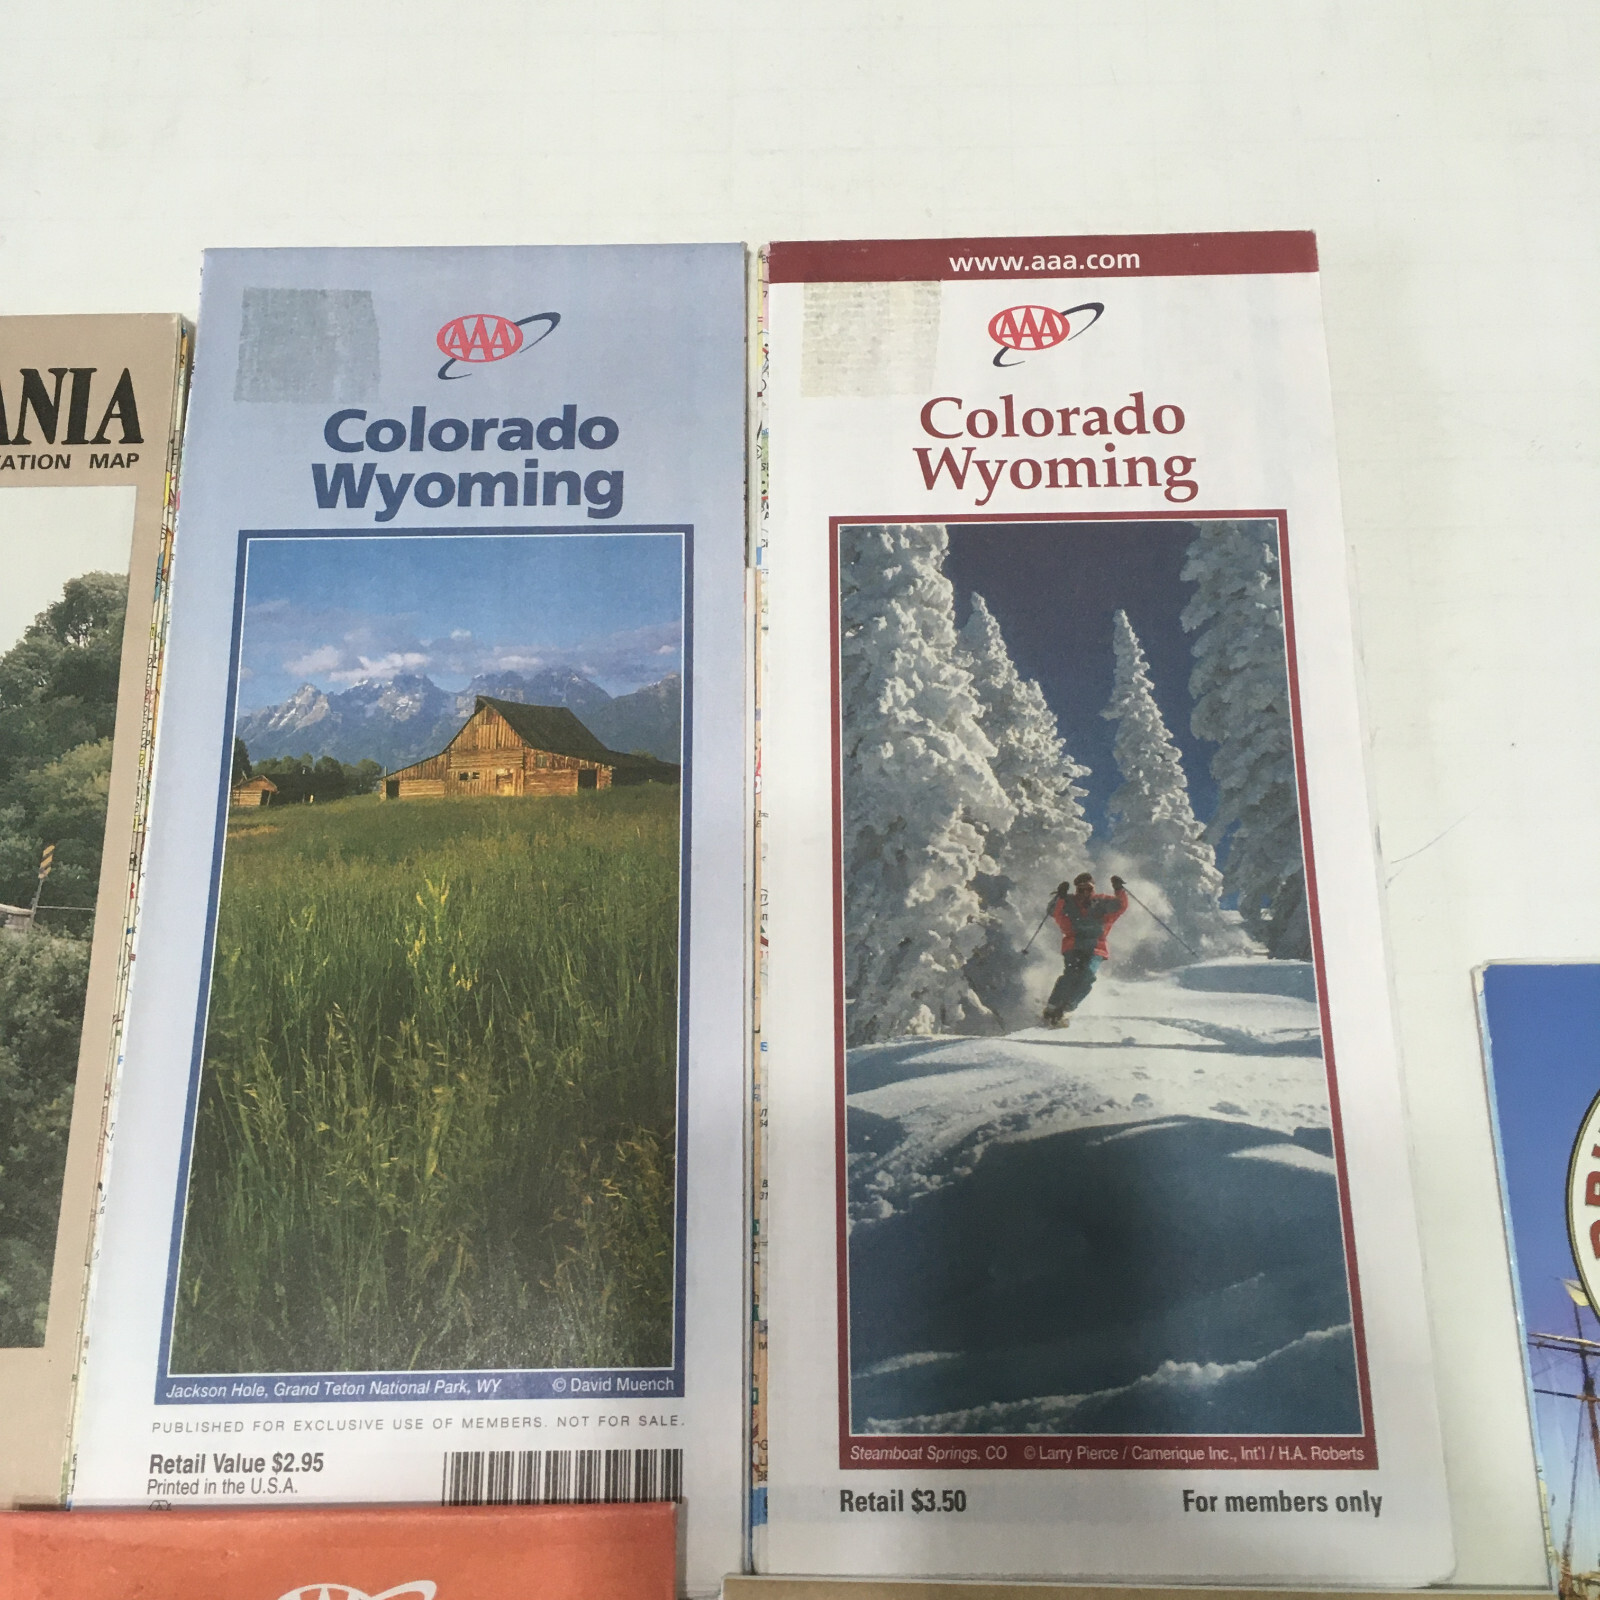 ANIA
ATION MAP
AAA
Colorado
Wyoming
Jackson Hole, Grand Teton National Park, WY © David Muench
PUBLISHED FOR EXCLUSIVE USE OF MEMBERS. NOT FOR SALE.
Retail Value $2.95
Printed in the U.S.A.
www.aaa.com
AAA
Colorado
Wyoming
Steamboat Springs, CO © Larry Pierce / Camerique Inc., Int'l / H.A. Roberts
Retail $3.50 For members only